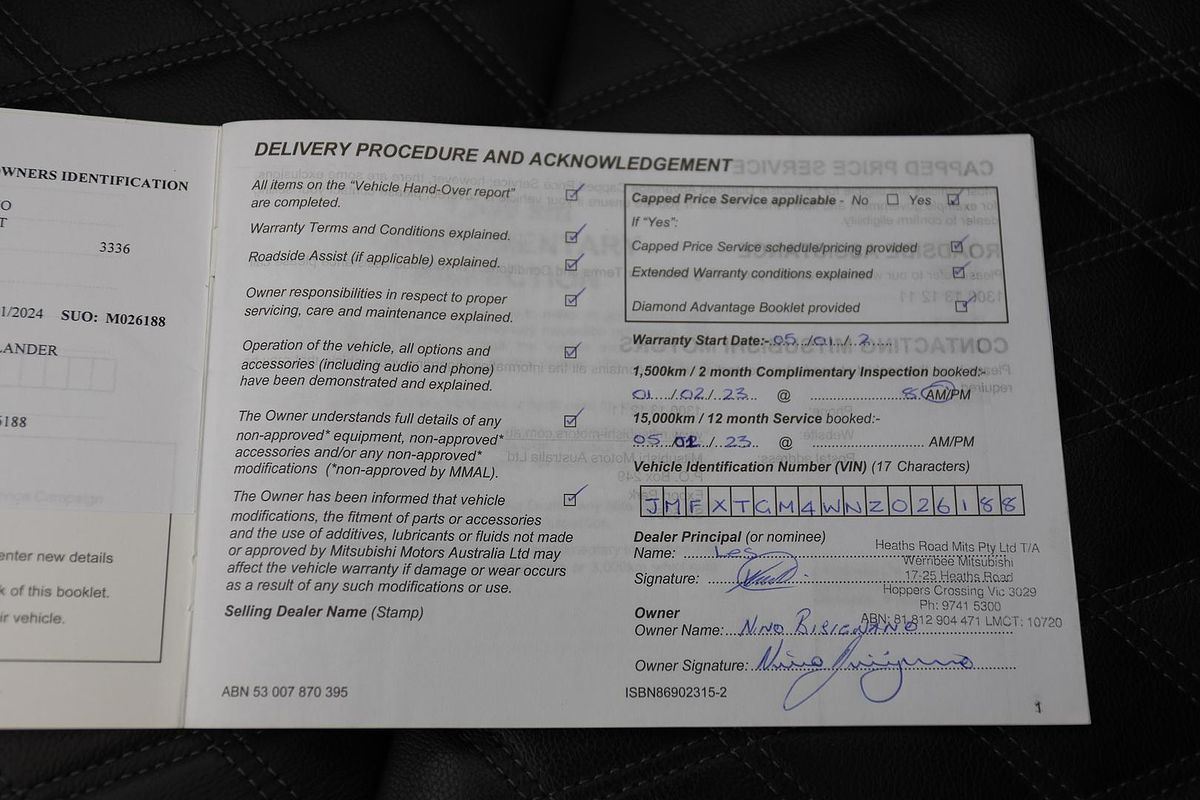 OWNERS IDENTIFICATION
3336
1/2024 SUO: M026188
LANDER
6188
enter new details
k of this booklet.
ir vehicle.
DELIVERY PROCEDURE AND ACKNOWLEDGEMENT
All items on the "Vehicle Hand-Over report"
are completed.
Warranty Terms and Conditions explained.
Roadside Assist (if applicable) explained.
Owner responsibilities in respect to proper
servicing, care and maintenance explained.
Operation of the vehicle, all options and
accessories (including audio and phone)
have been demonstrated and explained.
The Owner understands full details of any
non-approved* equipment, non-approved*
accessories and/or any non-approved*
modifications (*non-approved by MMAL).
The Owner has been informed that vehicle
modifications, the fitment of parts or accessories
and the use of additives, lubricants or fluids not made
or approved by Mitsubishi Motors Australia Ltd may
affect the vehicle warranty if damage or wear occurs
as a result of any such modifications or use.
Selling Dealer Name (Stamp)
ABN 53 007 870 395
Capped Price Service applicable - No Yes
If "Yes":
Capped Price Service schedule/pricing provided
Extended Warranty conditions explained
Diamond Advantage Booklet provided
Warranty Start Date:- 05/01/2
1,500km / 2 month Complimentary Inspection booked:-
01/02/23 @ 8 AM/PM
15,000km / 12 month Service booked:-
05 / 23 @ AM/PM
Vehicle Identification Number (VIN) (17 Characters)
JMFXTGM4WNZ026188
Dealer Principal (or nominee)
Name: Les
Signature:
Heaths Road Mits Pty Ltd T/A
Werribee Mitsubishi
17-25 Heaths Road
Hoppers Crossing Vic 3029
Ph: 9741 5300
ABN: 81 812 904 471 LMCT: 10720
Owner
Owner Name: Nino Bisignano
Owner Signature:
ISBN86902315-2
1